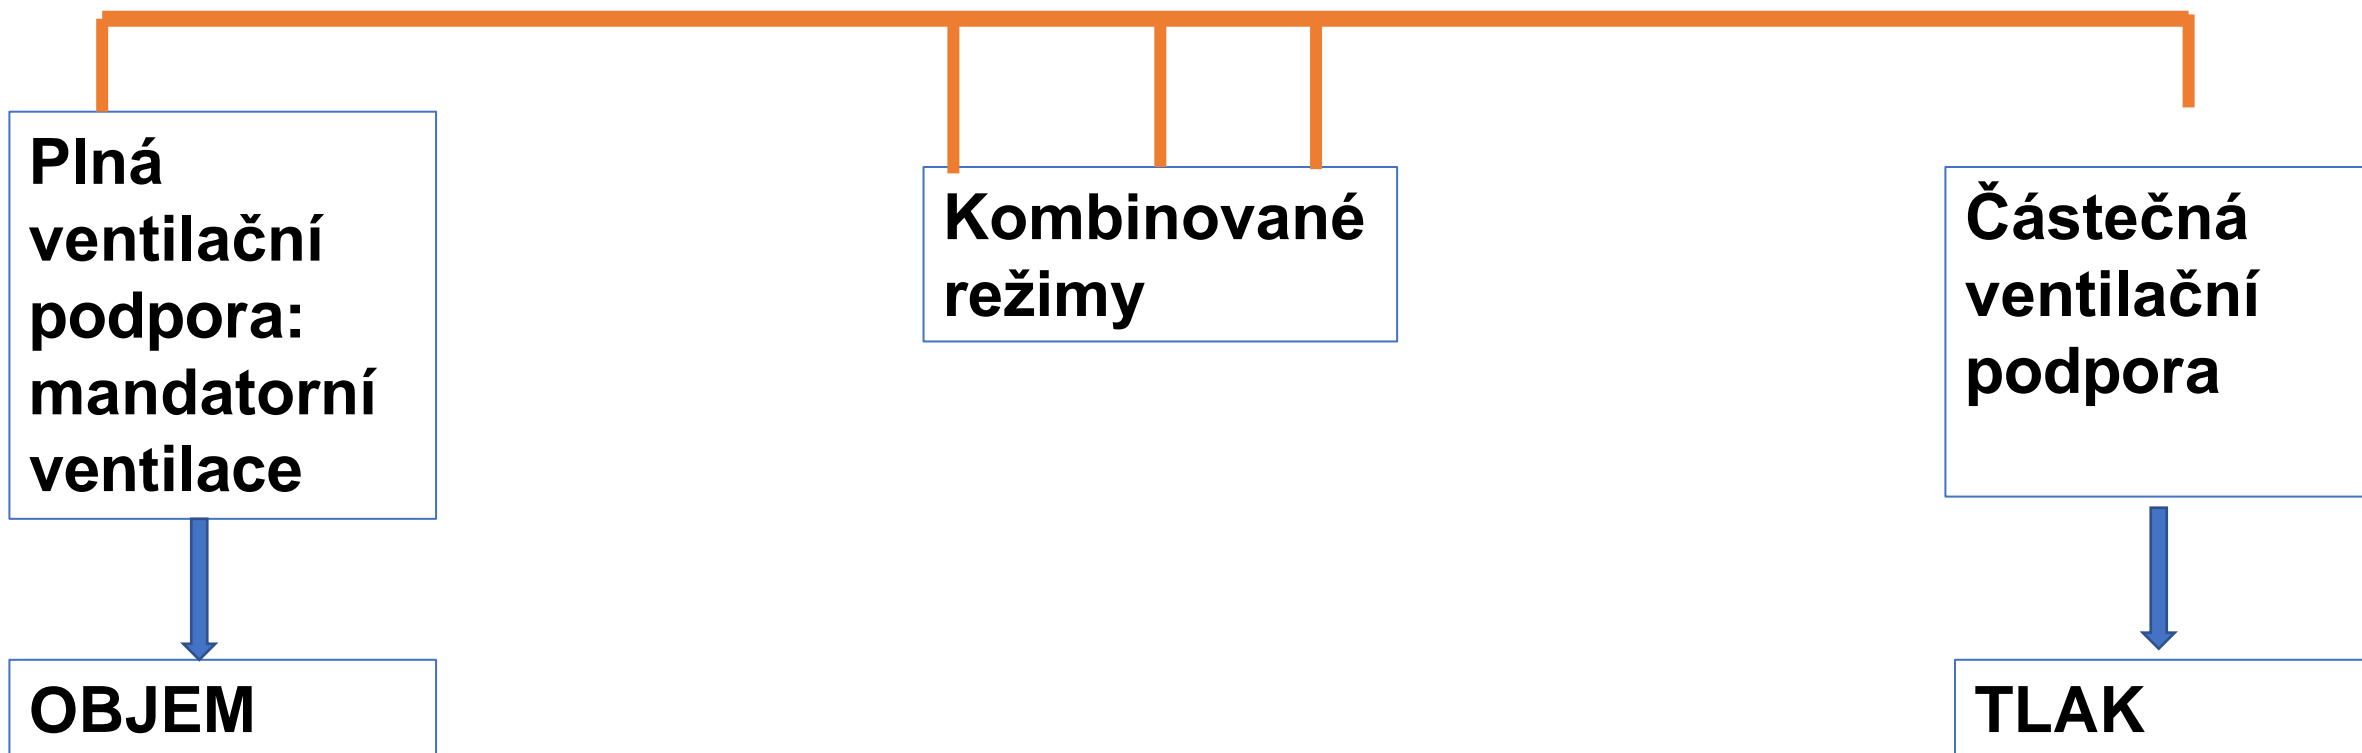 Plná
ventilační
podpora:
mandatorní
ventilace
Kombinované
režimy
Částečná
ventilační
podpora
OBJEM
TLAK